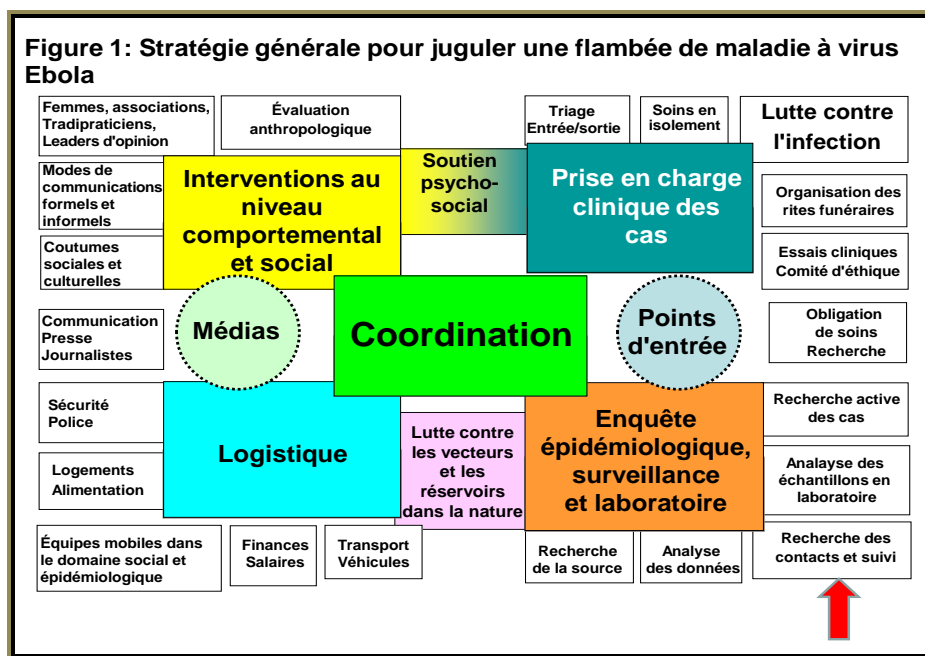 Figure 1: Stratégie générale pour juguler une flambée de maladie à virus
Ebola
Femmes, associations,
Tradipraticiens,
Leaders d'opinion
Évaluation
anthropologique
Triage
Entrée/sortie
Soins en
isolement
Lutte contre
l'infection
Modes de
communications
formels et
informels
Interventions au
niveau
comportemental
et social
Soutien
psycho-
social
Prise en charge
clinique des
cas
Organisation des
rites funéraires
Coutumes
sociales et
culturelles
Essais cliniques
Comité d'éthique
Communication
Presse
Journalistes
Médias
Coordination
Points
d'entrée
Obligation
de soins
Recherche
Sécurité
Police
Logistique
Lutte contre
les vecteurs
et les
réservoirs
dans la nature
Enquête
épidémiologique,
surveillance
et laboratoire
Recherche active
des cas
Logements
Alimentation
Analayse des
échantillons en
laboratoire
Équipes mobiles dans
le domaine social et
épidémiologique
Finances
Salaires
Transport
Véhicules
Recherche
de la source
Analyse
des données
Recherche des
contacts et suivi